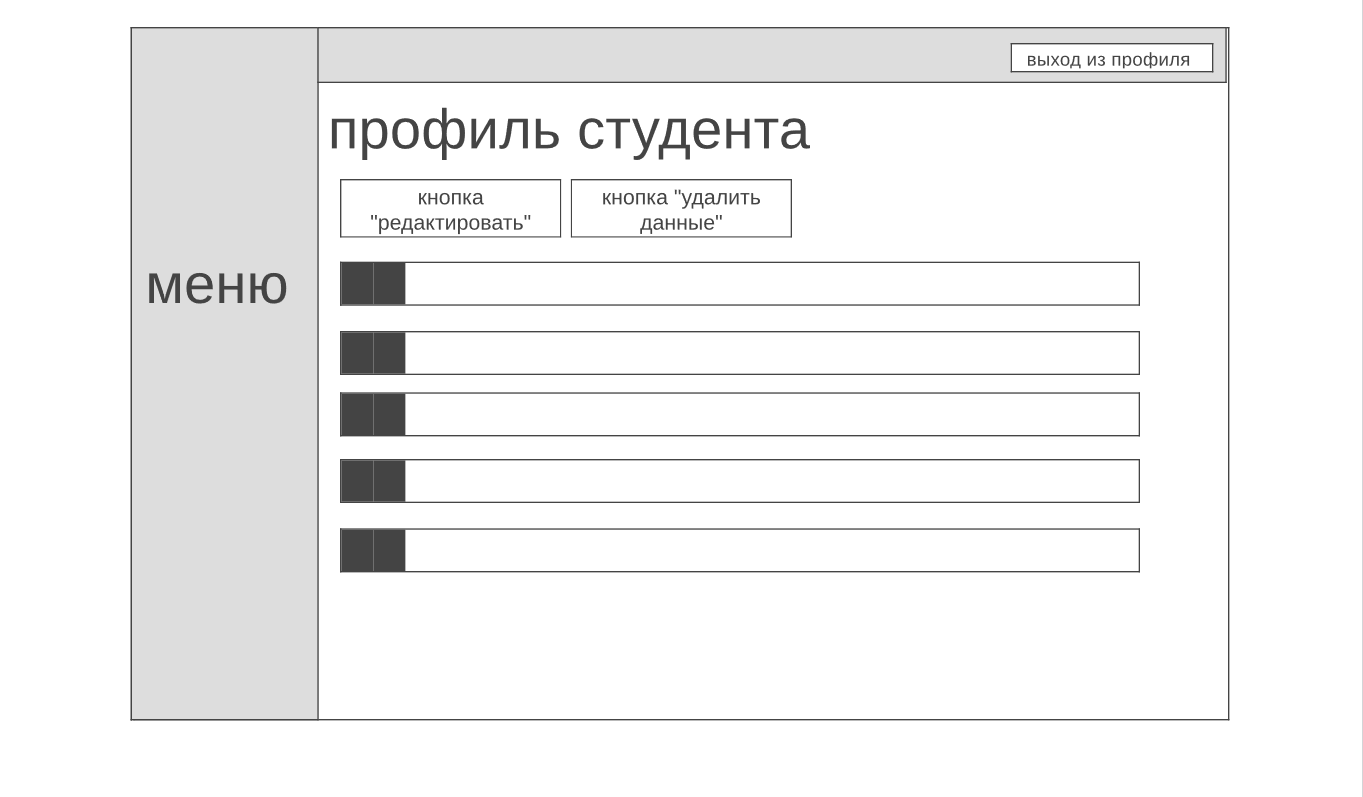 выход из профиля
профиль студента
кнопка
"редактировать"
кнопка "удалить
данные"
меню